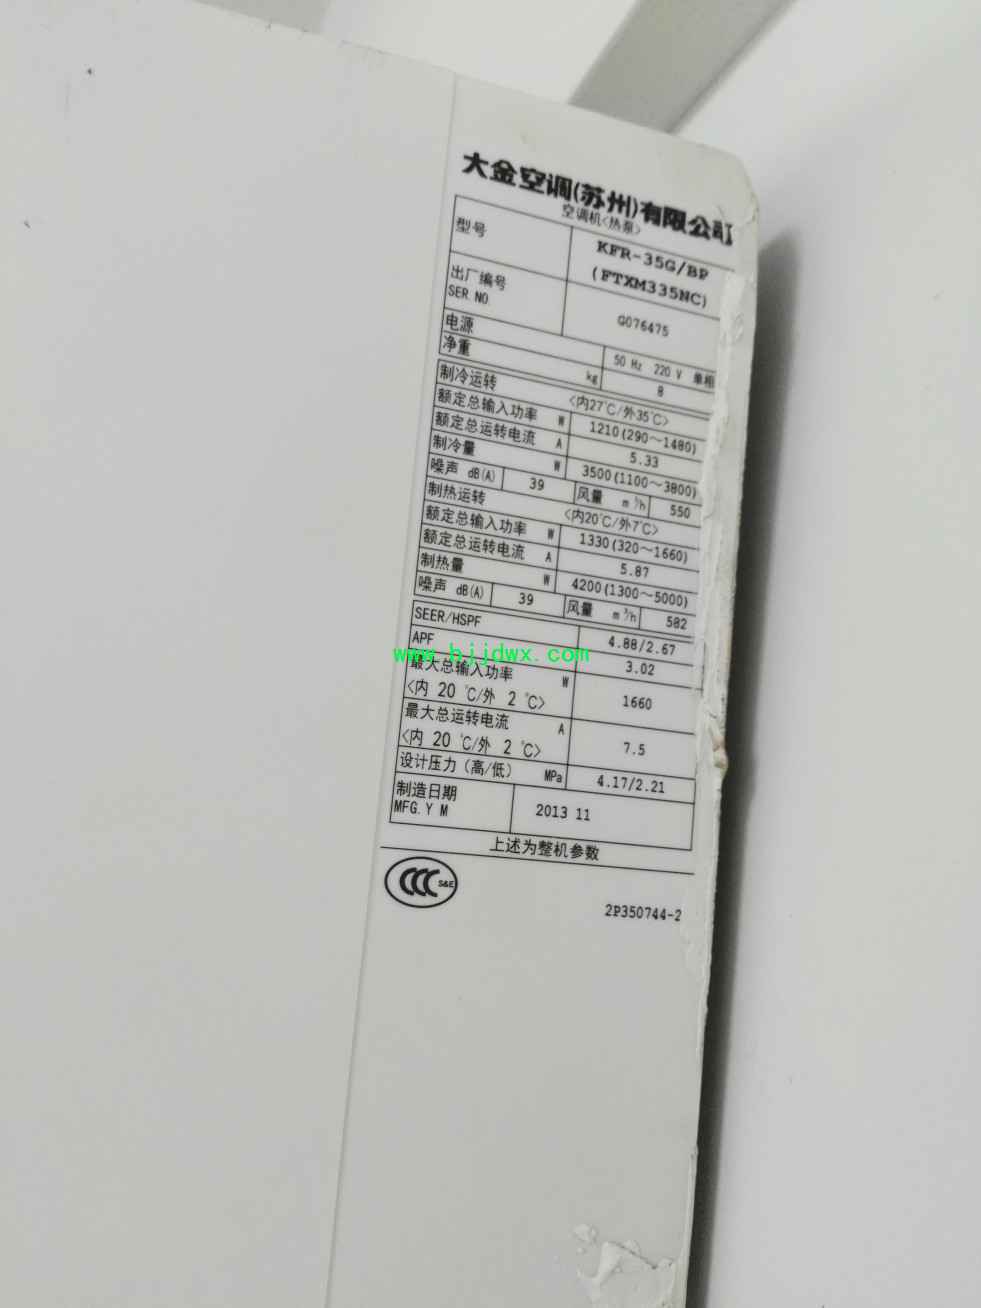 大金空调(苏州)有限公司
空调机<热泵>
型号 KFR-35G/BP
(FTXM335NC)
出厂编号
SER.NO. G076475
电源 50 Hz 220 V 单相
净重 kg 8
制冷运转 <内27℃/外35℃>
额定总输入功率 W 1210(290～1480)
额定总运转电流 A 5.33
制冷量 W 3500(1100～3800)
噪声 dB(A) 39 风量 m³/h 550
制热运转 <内20℃/外7℃>
额定总输入功率 W 1330(320～1660)
额定总运转电流 A 5.87
制热量 W 4200(1300～5000)
噪声 dB(A) 39 风量 m³/h 582
SEER/HSPF 4.88/2.67
APF 3.02
www.hjjdwx.com
最大总输入功率 W 1660
<内 20 ℃/外 2 ℃>
最大总运转电流 A 7.5
<内 20 ℃/外 2 ℃>
设计压力(高/低) MPa 4.17/2.21
制造日期
MFG.Y M 2013 11
上述为整机参数
CCC S&E
2P350744-2